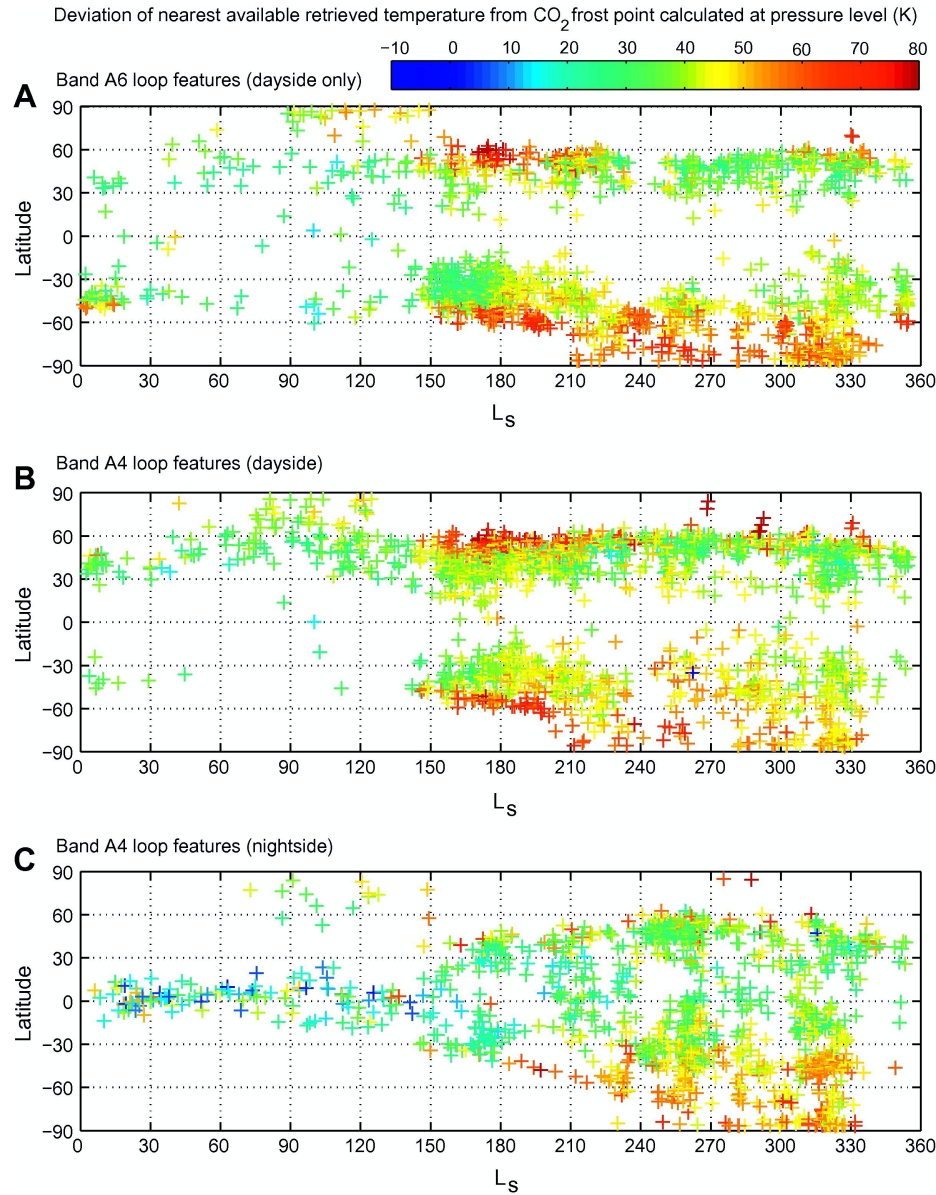 Deviation of nearest available retrieved temperature from CO2 frost point calculated at pressure level (K)
−10 0 10 20 30 40 50 60 70 80
A Band A6 loop features (dayside only)
90
60
30
0
−30
−60
−90
Latitude
0 30 60 90 120 150 180 210 240 270 300 330 360
Ls
B Band A4 loop features (dayside)
90
60
30
0
−30
−60
−90
Latitude
0 30 60 90 120 150 180 210 240 270 300 330 360
Ls
C Band A4 loop features (nightside)
90
60
30
0
−30
−60
−90
Latitude
0 30 60 90 120 150 180 210 240 270 300 330 360
Ls